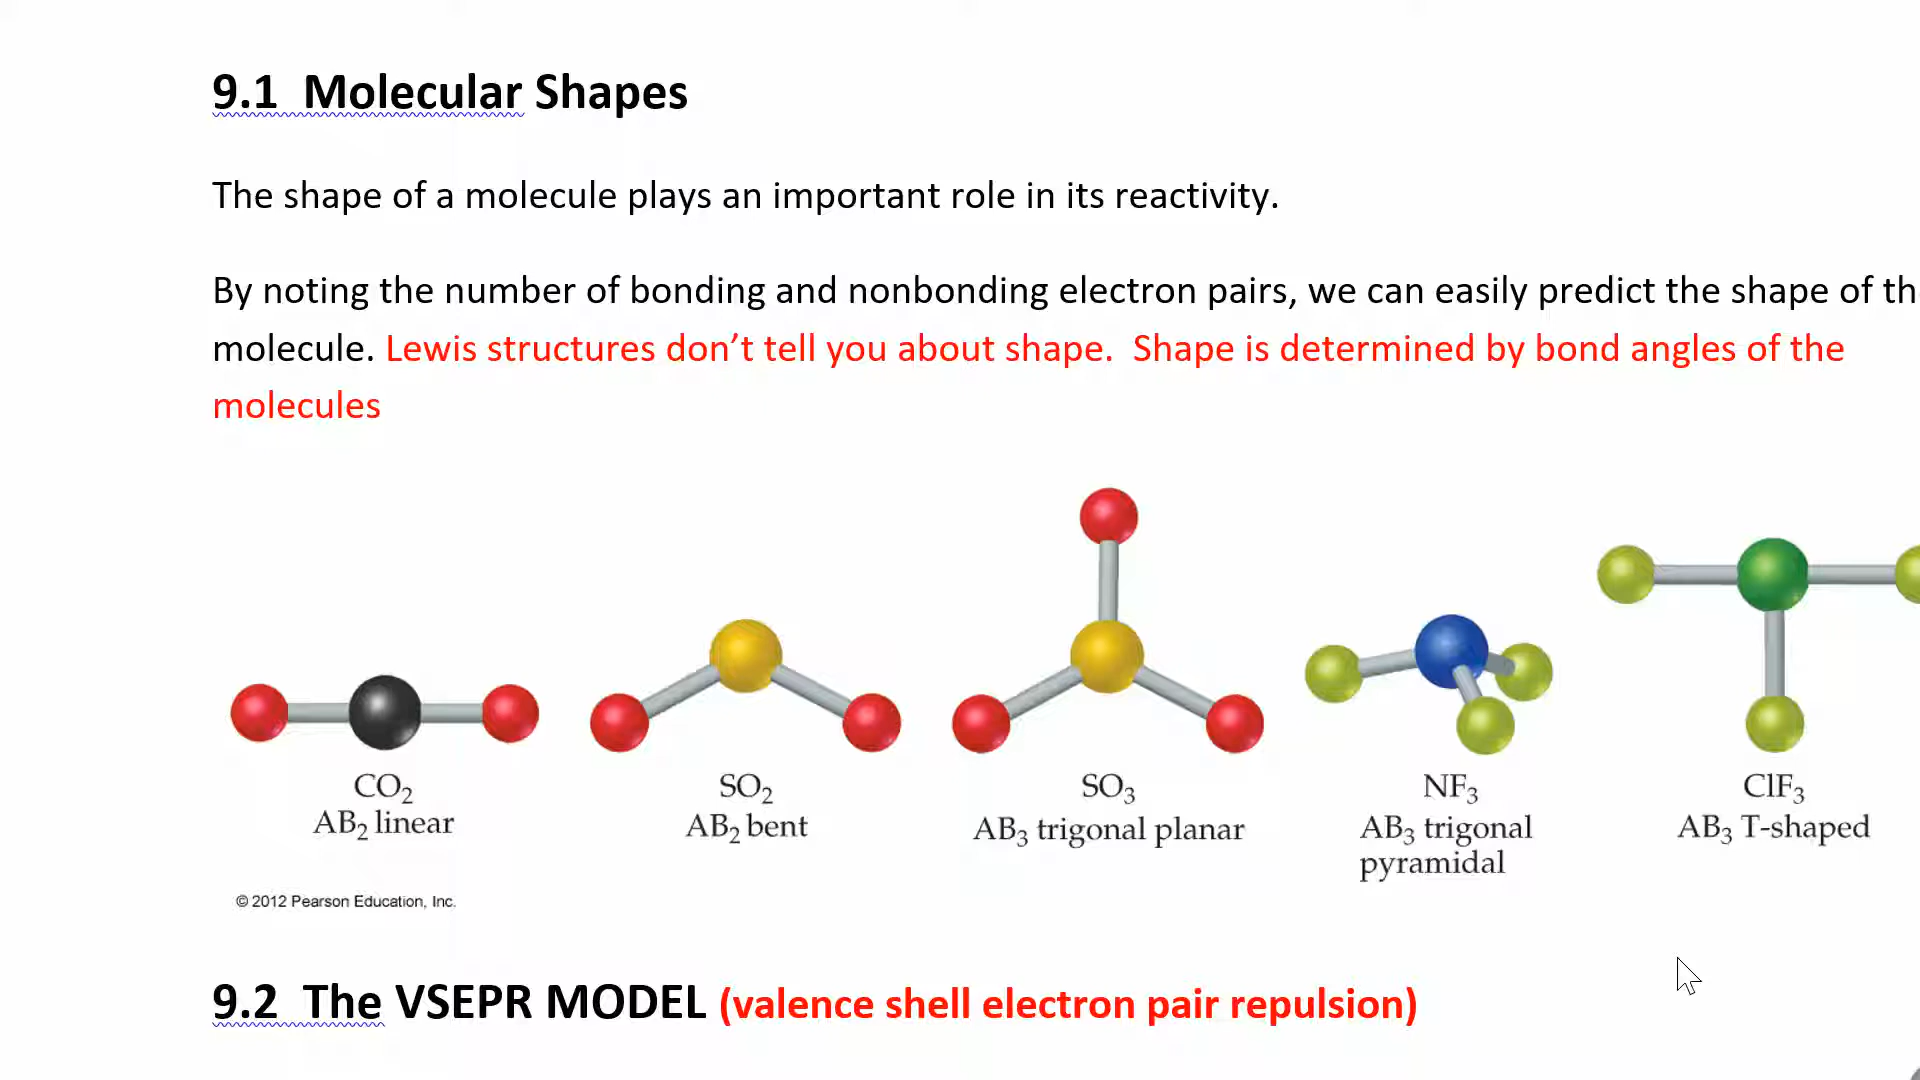 9.1  Molecular Shapes
The shape of a molecule plays an important role in its reactivity.
By noting the number of bonding and nonbonding electron pairs, we can easily predict the shape of th
molecule. Lewis structures don’t tell you about shape.  Shape is determined by bond angles of the
molecules
CO₂
AB₂ linear
SO₂
AB₂ bent
SO₃
AB₃ trigonal planar
NF₃
AB₃ trigonal
pyramidal
ClF₃
AB₃ T-shaped
© 2012 Pearson Education, Inc.
9.2  The VSEPR MODEL (valence shell electron pair repulsion)